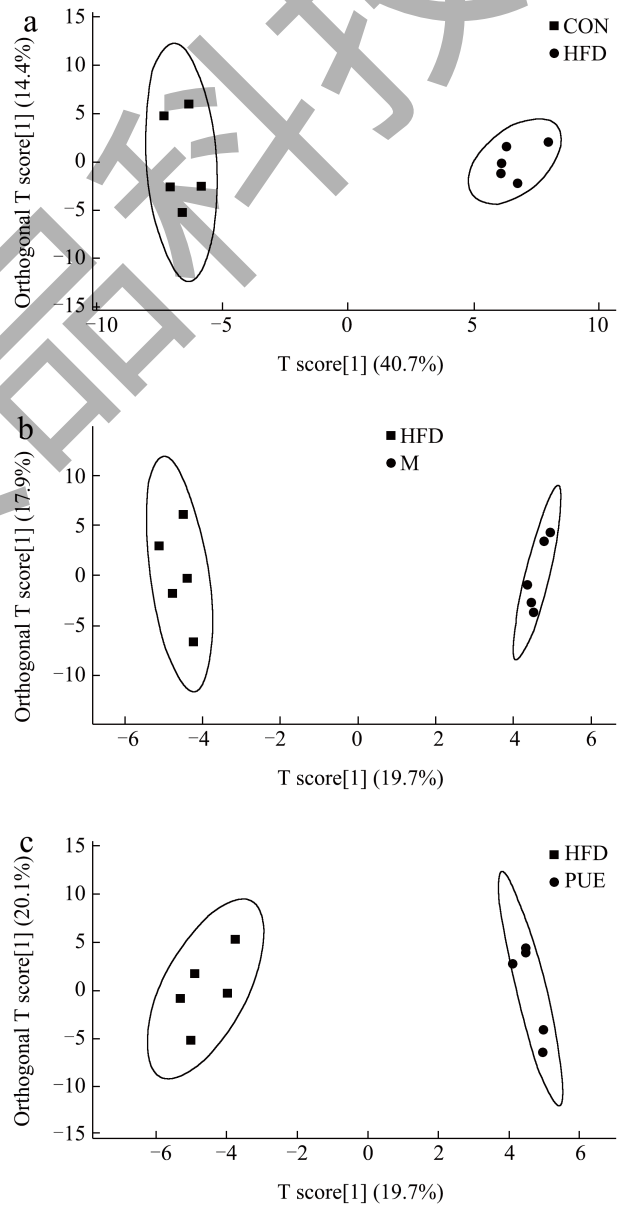 a
CON
HFD
Orthogonal T score[1] (14.4%)
15
10
5
0
−5
−10
−15
−10 −5 0 5 10
T score[1] (40.7%)
b
HFD
M
Orthogonal T score[1] (17.9%)
10
5
0
−5
−10
−6 −4 −2 0 2 4 6
T score[1] (19.7%)
c
HFD
PUE
Orthogonal T score[1] (20.1%)
15
10
5
0
−5
−10
−15
−6 −4 −2 0 2 4 6
T score[1] (19.7%)
品科技